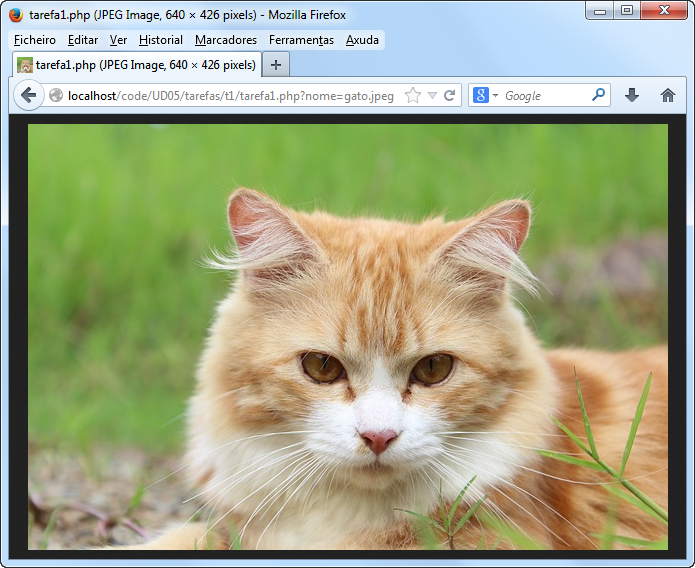 tarefa1.php (JPEG Image, 640 × 426 pixels) - Mozilla Firefox
Ficheiro Editar Ver Historial Marcadores Ferramentas Ajuda
tarefa1.php (JPEG Image, 640 × 426 pixels)
localhost/code/UD05/tarefas/t1/tarefa1.php?nome=gato.jpeg
Google